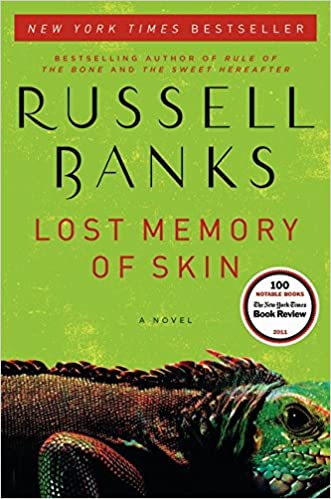 NEW YORK TIMES BESTSELLER
BESTSELLING AUTHOR OF RULE OF
THE BONE AND THE SWEET HEREAFTER
RUSSELL
BANKS
LOST MEMORY
OF SKIN
100
NOTABLE BOOKS
The New York Times
Book Review
2011
A NOVEL